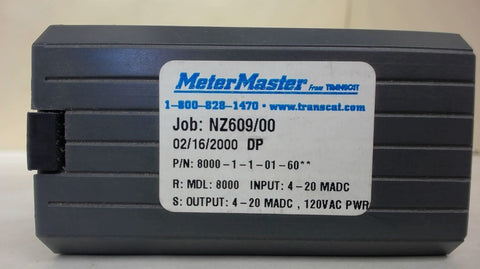 MeterMaster from TRANSCAT
1-800-828-1470 • www.transcat.com
Job: NZ609/00
02/16/2000 DP
P/N: 8000-1-1-01-60**
R: MDL: 8000 INPUT: 4-20 MADC
S: OUTPUT: 4-20 MADC , 120VAC PWR